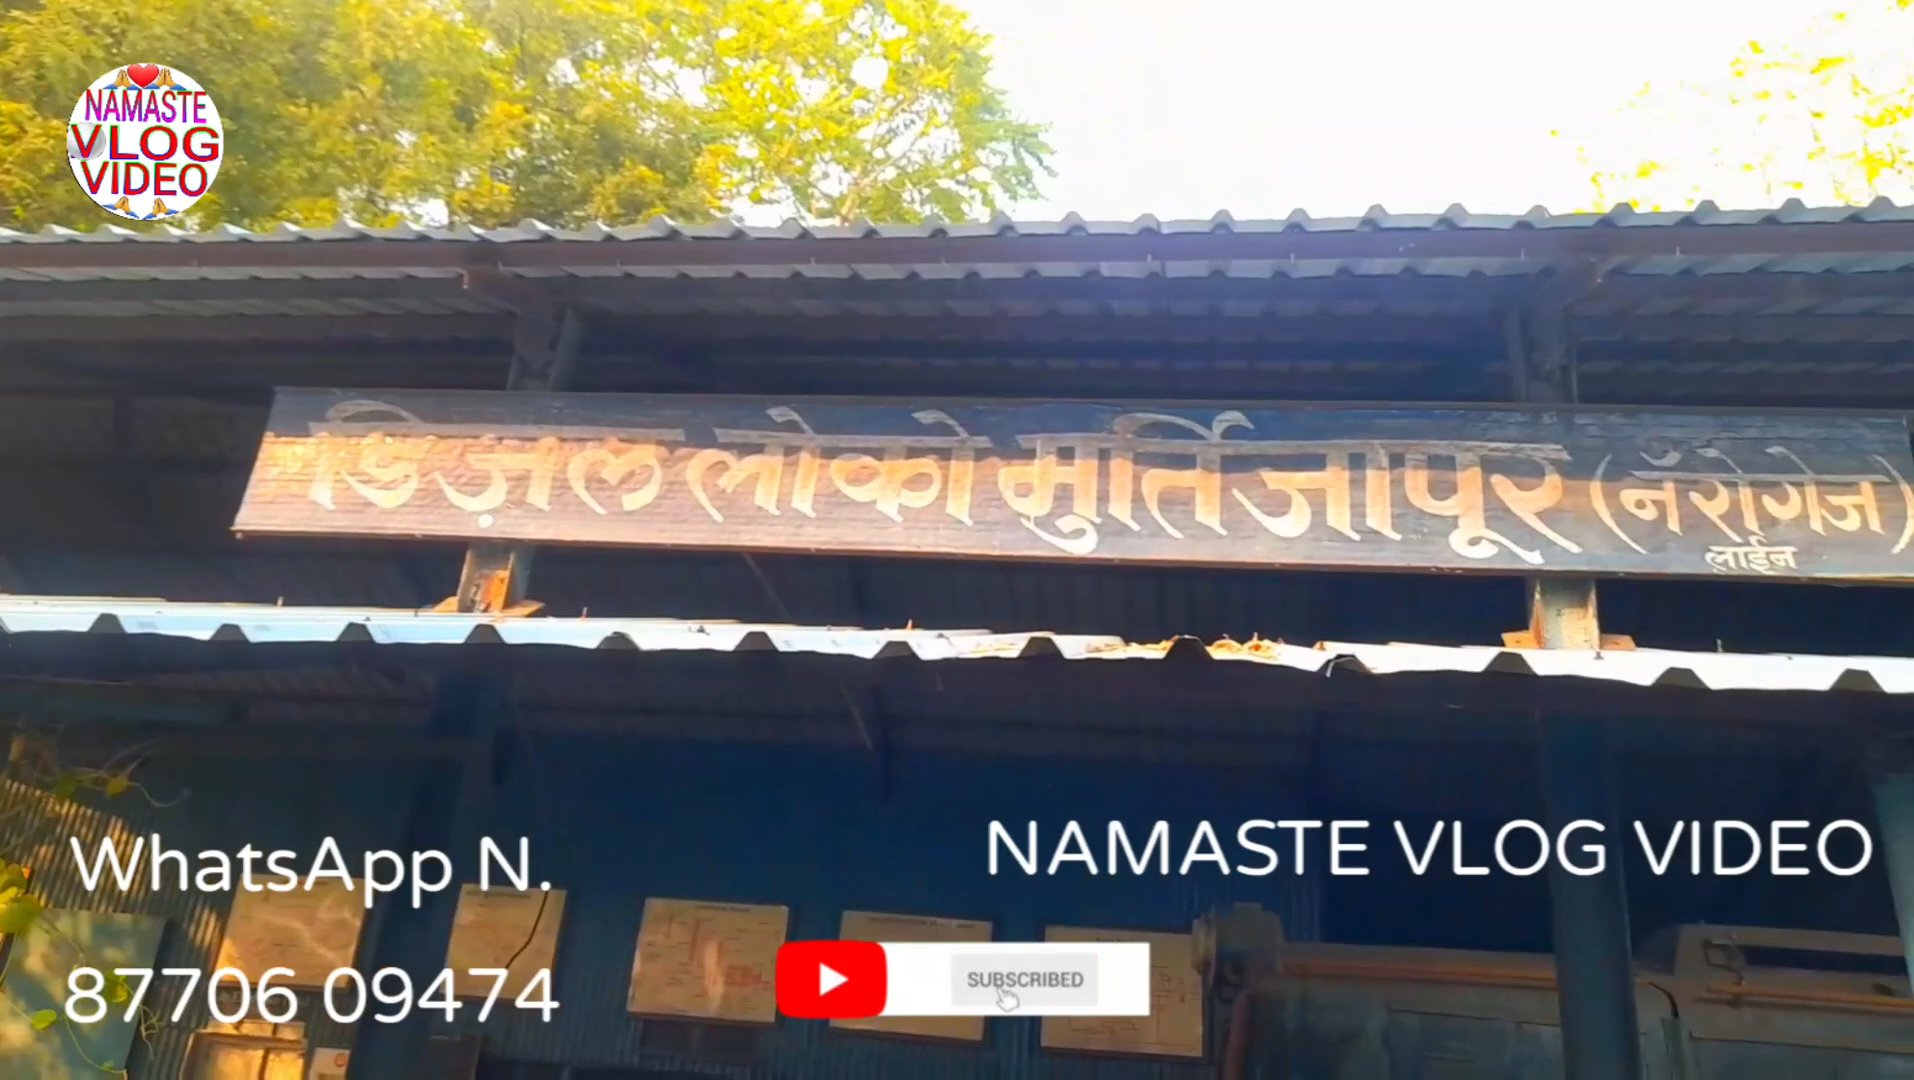 NAMASTE
VLOG
VIDEO
डिज़ल लोको मुर्तिजापूर (नॅरोगेज)
लाईन
WhatsApp N.
87706 09474
NAMASTE VLOG VIDEO
SUBSCRIBED